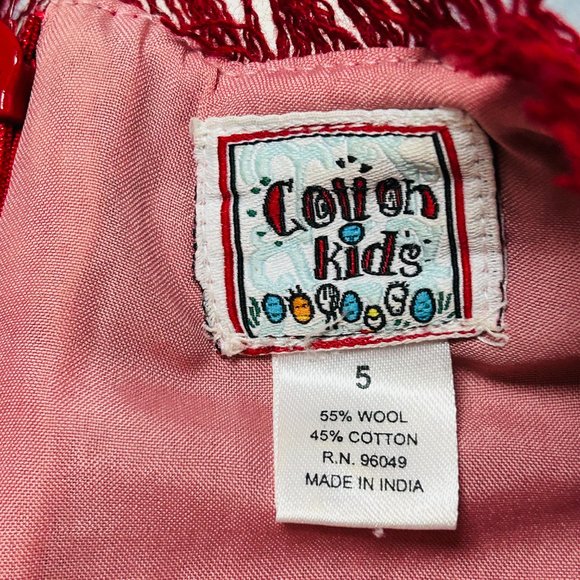 Cotton
kids
5
55% WOOL
45% COTTON
R.N. 96049
MADE IN INDIA